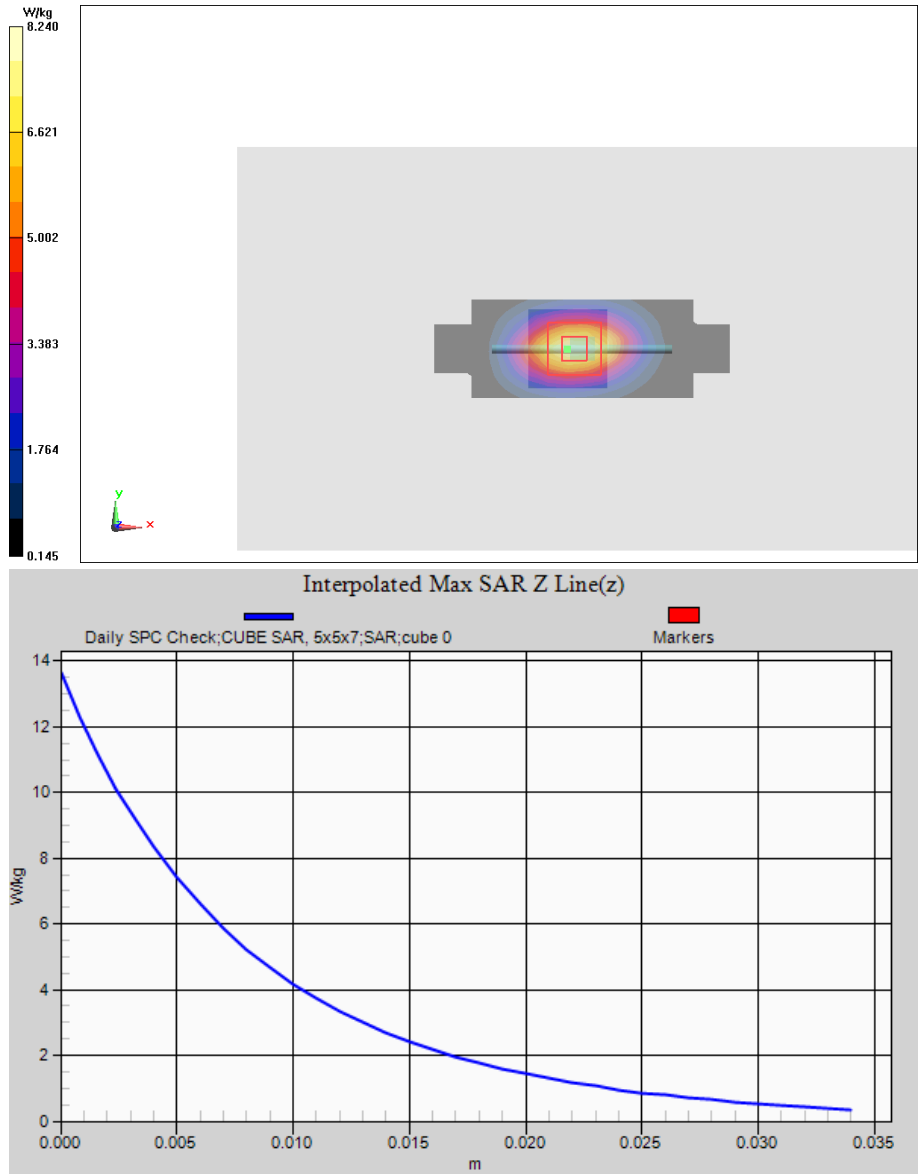 W/kg
8.240
6.621
5.002
3.383
1.764
0.145
y
x
Interpolated Max SAR Z Line(z)
Daily SPC Check;CUBE SAR, 5x5x7;SAR;cube 0 Markers
14
12
10
8
6
4
2
0
W/kg
0.000 0.005 0.010 0.015 0.020 0.025 0.030 0.035
m